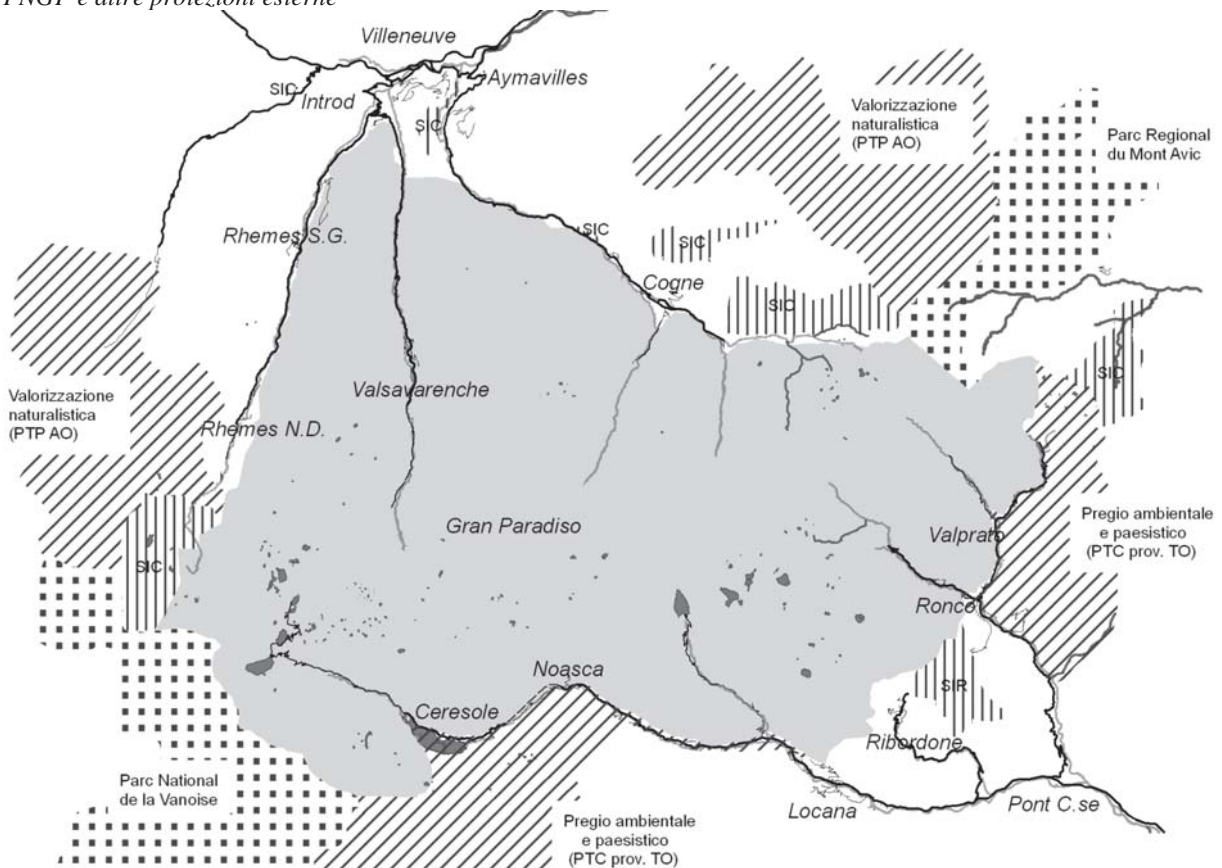 PNGP e altre protezioni esterne
Villeneuve
Aymavilles
SIC
Introd
SIC
Valorizzazione
naturalistica
(PTP AO)
Parc Regional
du Mont Avic
Rhemes S.G.
SIC
SIC
Cogne
SIC
SIC
Valsavarenche
Valorizzazione
naturalistica
(PTP AO)
Rhemes N.D.
Gran Paradiso
Valprato
Pregio ambientale
e paesistico
(PTC prov. TO)
SIC
Ronco
Noasca
SIR
Ceresole
Ribordone
Parc National
de la Vanoise
Locana
Pont C.se
Pregio ambientale
e paesistico
(PTC prov. TO)